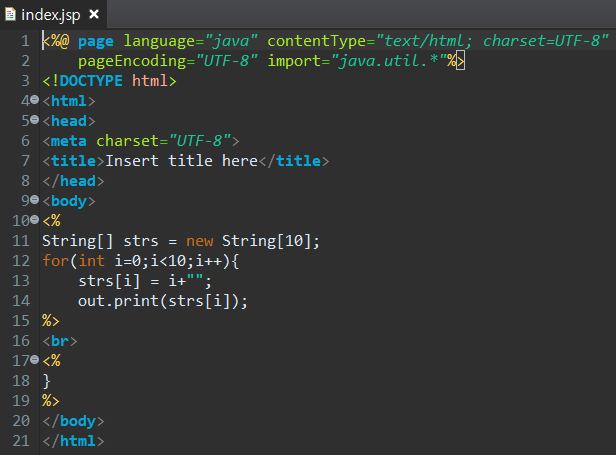 index.jsp
1 <%@ page language="java" contentType="text/html; charset=UTF-8"
2     pageEncoding="UTF-8" import="java.util.*"%>
3 <!DOCTYPE html>
4 <html>
5 <head>
6 <meta charset="UTF-8">
7 <title>Insert title here</title>
8 </head>
9 <body>
10 <%
11 String[] strs = new String[10];
12 for(int i=0;i<10;i++){
13     strs[i] = i+"";
14     out.print(strs[i]);
15 %>
16 <br>
17 <%
18 }
19 %>
20 </body>
21 </html>